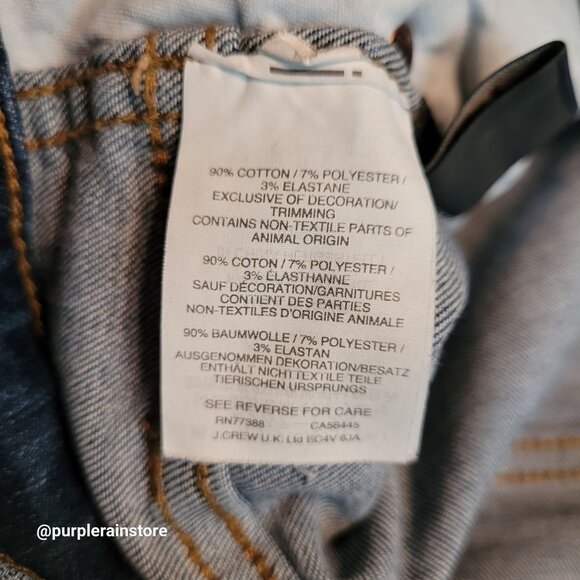 90% COTTON / 7% POLYESTER /
3% ELASTANE
EXCLUSIVE OF DECORATION/
TRIMMING
CONTAINS NON-TEXTILE PARTS OF
ANIMAL ORIGIN
90% COTON / 7% POLYESTER /
3% ÉLASTHANNE
SAUF DÉCORATION/GARNITURES
CONTIENT DES PARTIES
NON-TEXTILES D'ORIGINE ANIMALE
90% BAUMWOLLE / 7% POLYESTER /
3% ELASTAN
AUSGENOMMEN DEKORATION/BESATZ
ENTHÄLT NICHTTEXTILE TEILE
TIERISCHEN URSPRUNGS
SEE REVERSE FOR CARE
RN77388 CA56445
J.CREW U.K. Ltd EC4V 6JA
@purplerainstore